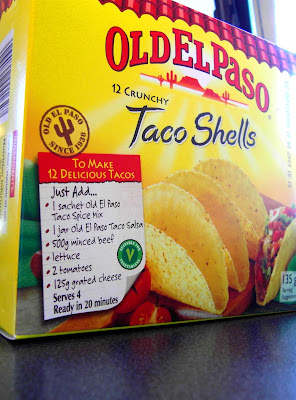 OLD EL PASO
12 CRUNCHY
Taco Shells
OLD EL PASO
SINCE 1938
TO MAKE
12 DELICIOUS TACOS
Just Add...
• 1 sachet Old El Paso
Taco Spice Mix
• 1 jar Old El Paso Taco Salsa
• 500g minced beef
• lettuce
• 2 tomatoes
• 125g grated cheese
Serves 4
Ready in 20 minutes
135g
Serving